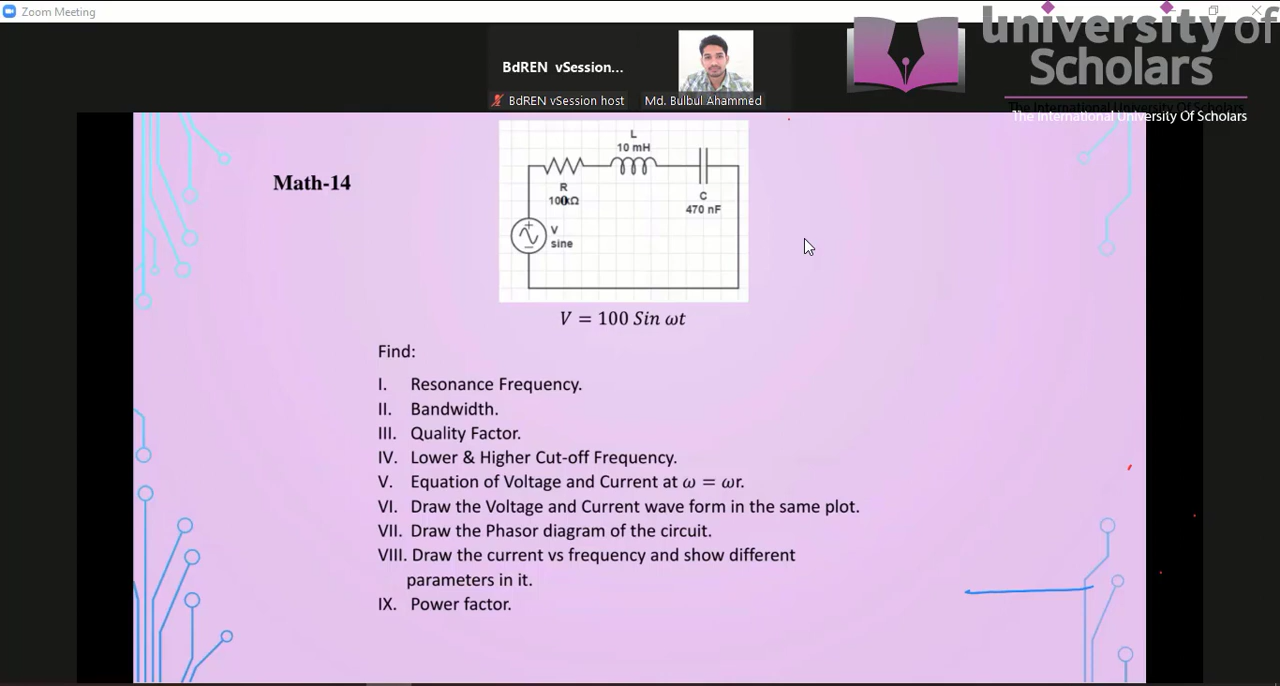 Zoom Meeting
university of
Scholars
The International University Of Scholars
BdREN vSession...
BdREN vSession host
Md. Bulbul Ahammed
Math-14
L
10 mH
R
C
470 nF
V
sine
V = 100 Sin ωt
Find:
I. Resonance Frequency.
II. Bandwidth.
III. Quality Factor.
IV. Lower & Higher Cut-off Frequency.
V. Equation of Voltage and Current at ω = ωr.
VI. Draw the Voltage and Current wave form in the same plot.
VII. Draw the Phasor diagram of the circuit.
VIII. Draw the current vs frequency and show different
parameters in it.
IX. Power factor.